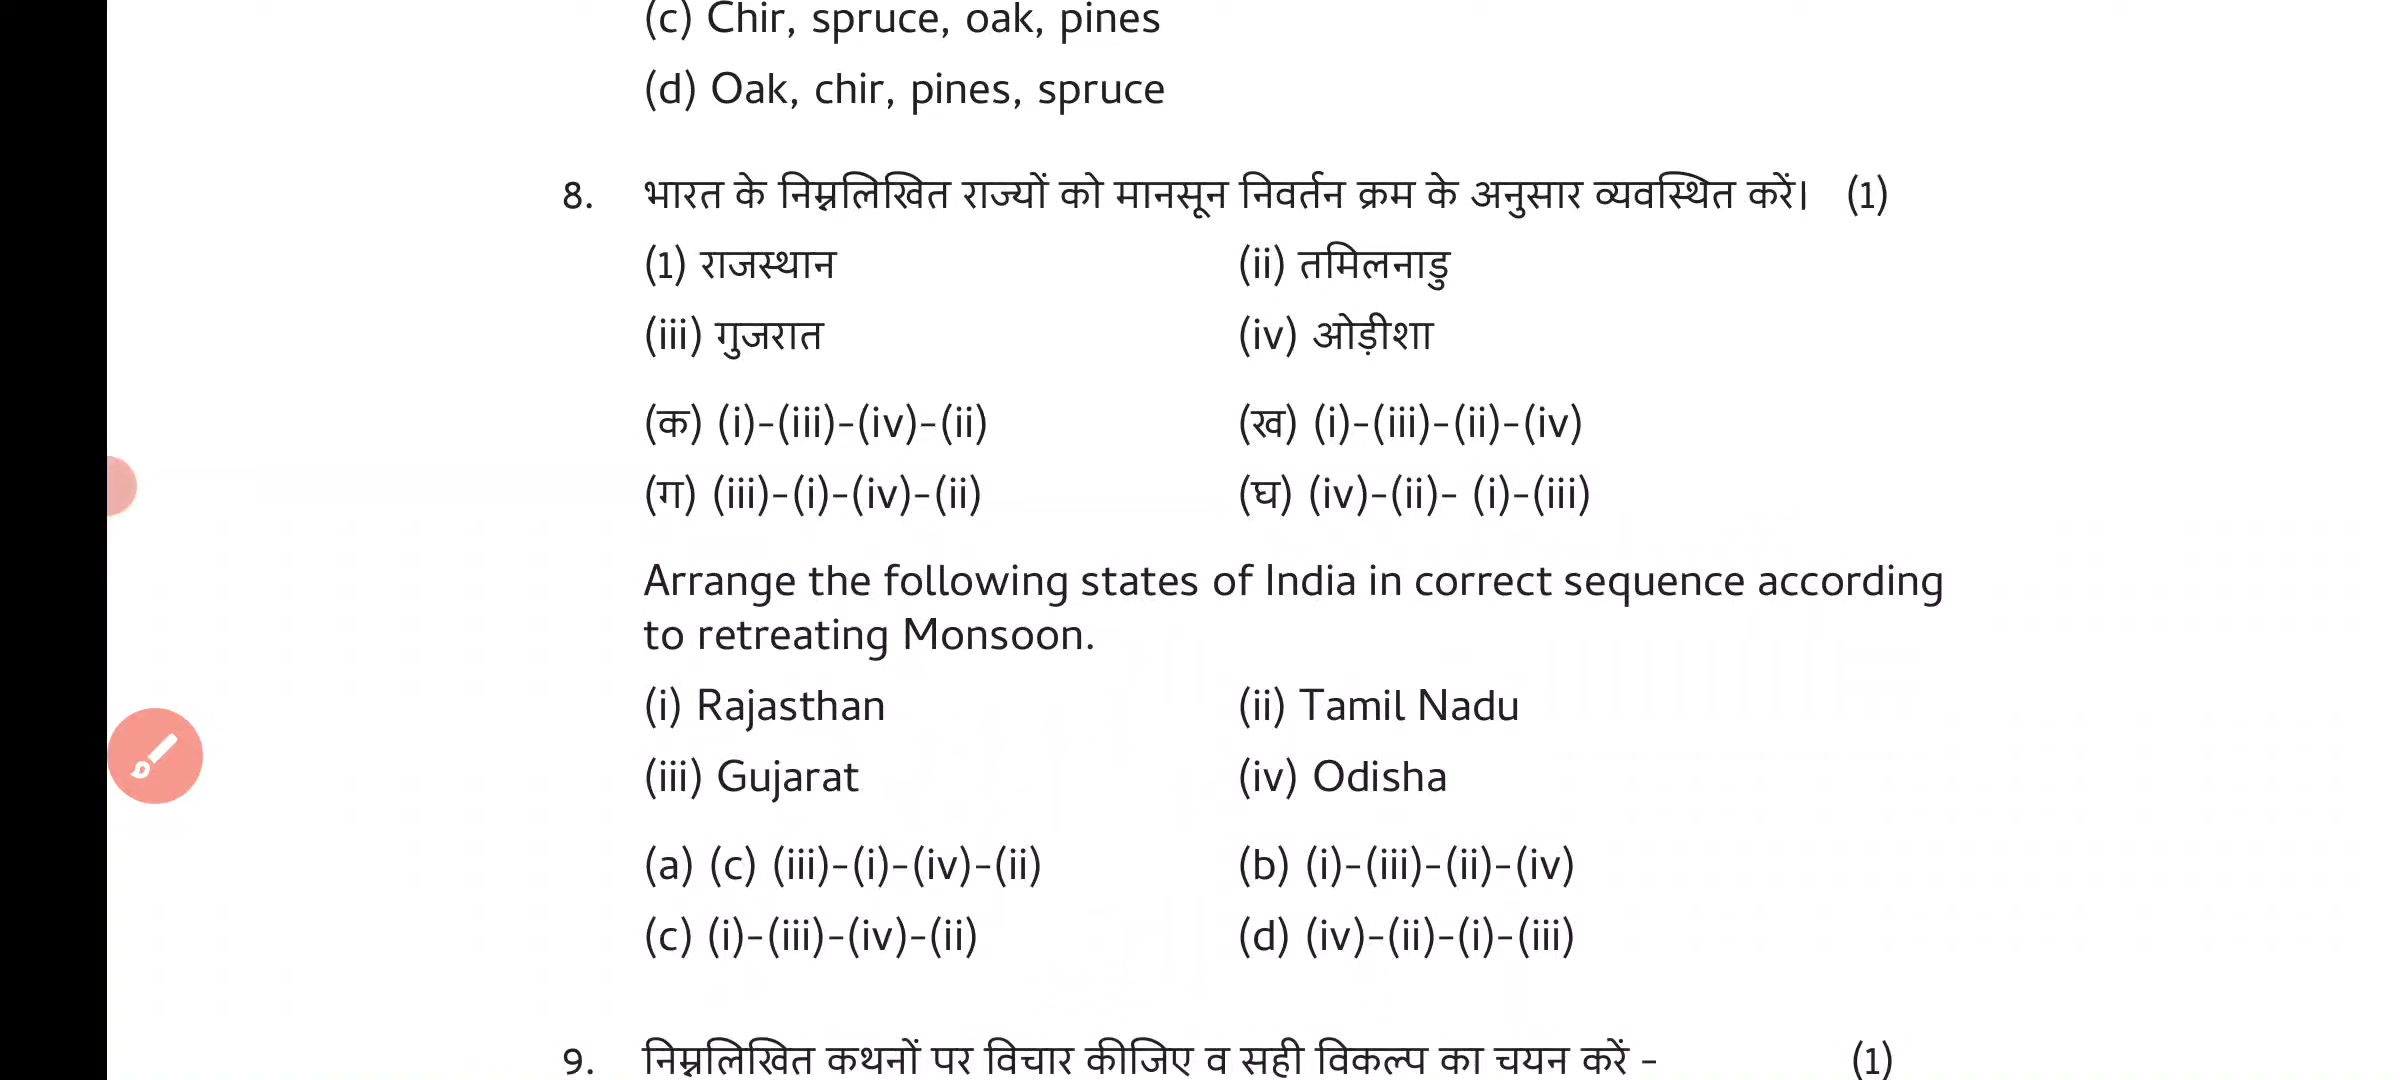 (c) Chir, spruce, oak, pines
(d) Oak, chir, pines, spruce
8. भारत के निम्नलिखित राज्यों को मानसून निवर्तन क्रम के अनुसार व्यवस्थित करें। (1)
(1) राजस्थान (ii) तमिलनाडु
(iii) गुजरात (iv) ओड़ीशा
(क) (i)-(iii)-(iv)-(ii) (ख) (i)-(iii)-(ii)-(iv)
(ग) (iii)-(i)-(iv)-(ii) (घ) (iv)-(ii)- (i)-(iii)
Arrange the following states of India in correct sequence according
to retreating Monsoon.
(i) Rajasthan (ii) Tamil Nadu
(iii) Gujarat (iv) Odisha
(a) (c) (iii)-(i)-(iv)-(ii) (b) (i)-(iii)-(ii)-(iv)
(c) (i)-(iii)-(iv)-(ii) (d) (iv)-(ii)-(i)-(iii)
9. निम्नलिखित कथनों पर विचार कीजिए व सही विकल्प का चयन करें - (1)